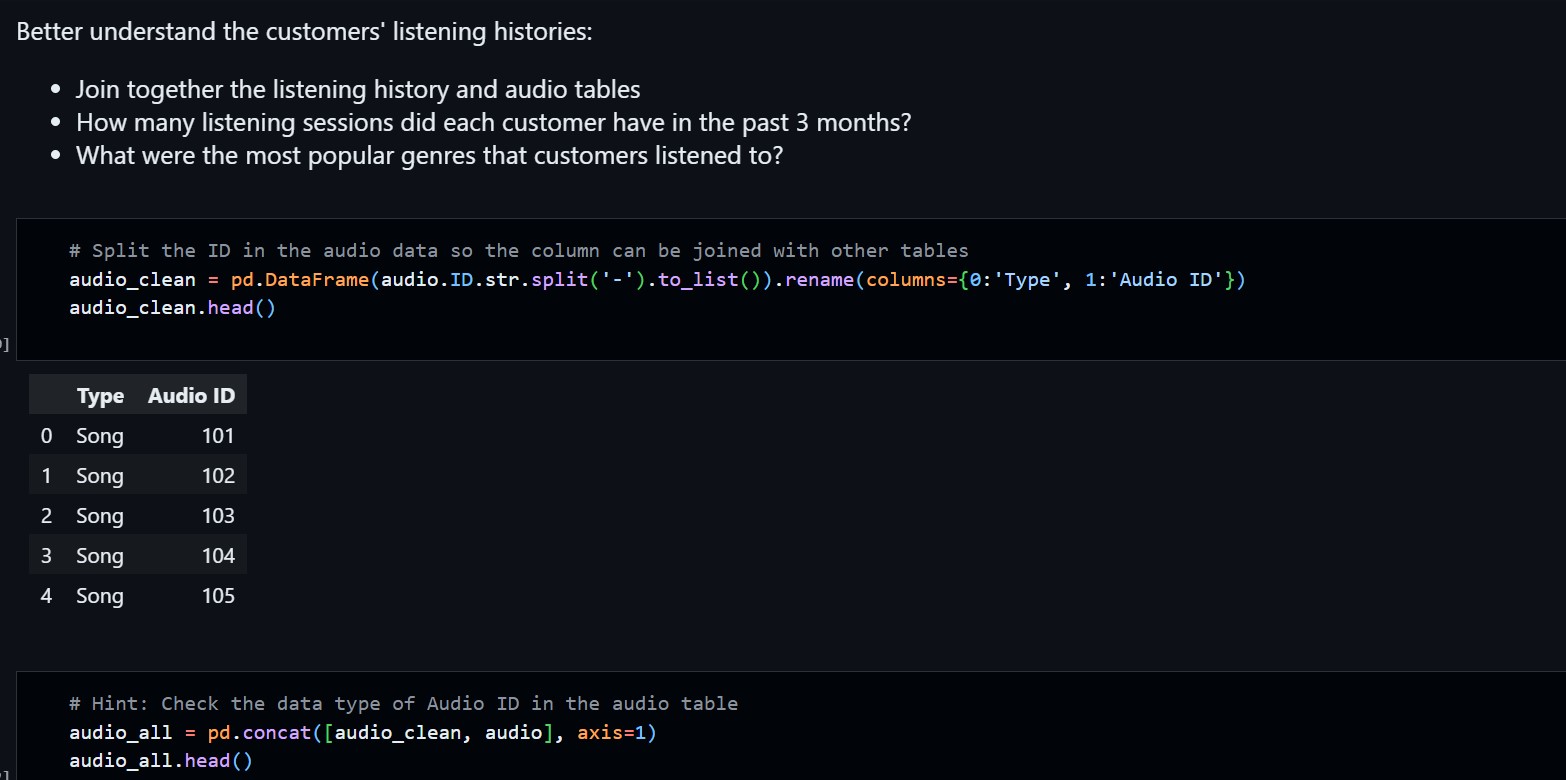 Better understand the customers' listening histories:
• Join together the listening history and audio tables
• How many listening sessions did each customer have in the past 3 months?
• What were the most popular genres that customers listened to?
# Split the ID in the audio data so the column can be joined with other tables
audio_clean = pd.DataFrame(audio.ID.str.split('-').to_list()).rename(columns={0:'Type', 1:'Audio ID'})
audio_clean.head()
]
Type Audio ID
0 Song 101
1 Song 102
2 Song 103
3 Song 104
4 Song 105
# Hint: Check the data type of Audio ID in the audio table
audio_all = pd.concat([audio_clean, audio], axis=1)
audio_all.head()
]